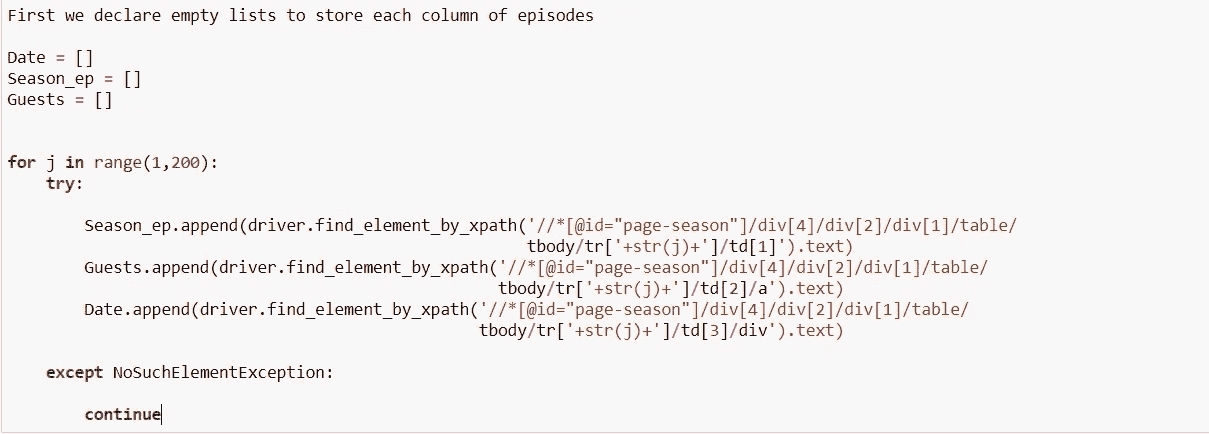 First we declare empty lists to store each column of episodes
Date = []
Season_ep = []
Guests = []
for j in range(1,200):
try:
Season_ep.append(driver.find_element_by_xpath('//*[@id="page-season"]/div[4]/div[2]/div[1]/table/
tbody/tr['+str(j)+']/td[1]').text)
Guests.append(driver.find_element_by_xpath('//*[@id="page-season"]/div[4]/div[2]/div[1]/table/
tbody/tr['+str(j)+']/td[2]/a').text)
Date.append(driver.find_element_by_xpath('//*[@id="page-season"]/div[4]/div[2]/div[1]/table/
tbody/tr['+str(j)+']/td[3]/div').text)
except NoSuchElementException:
continue